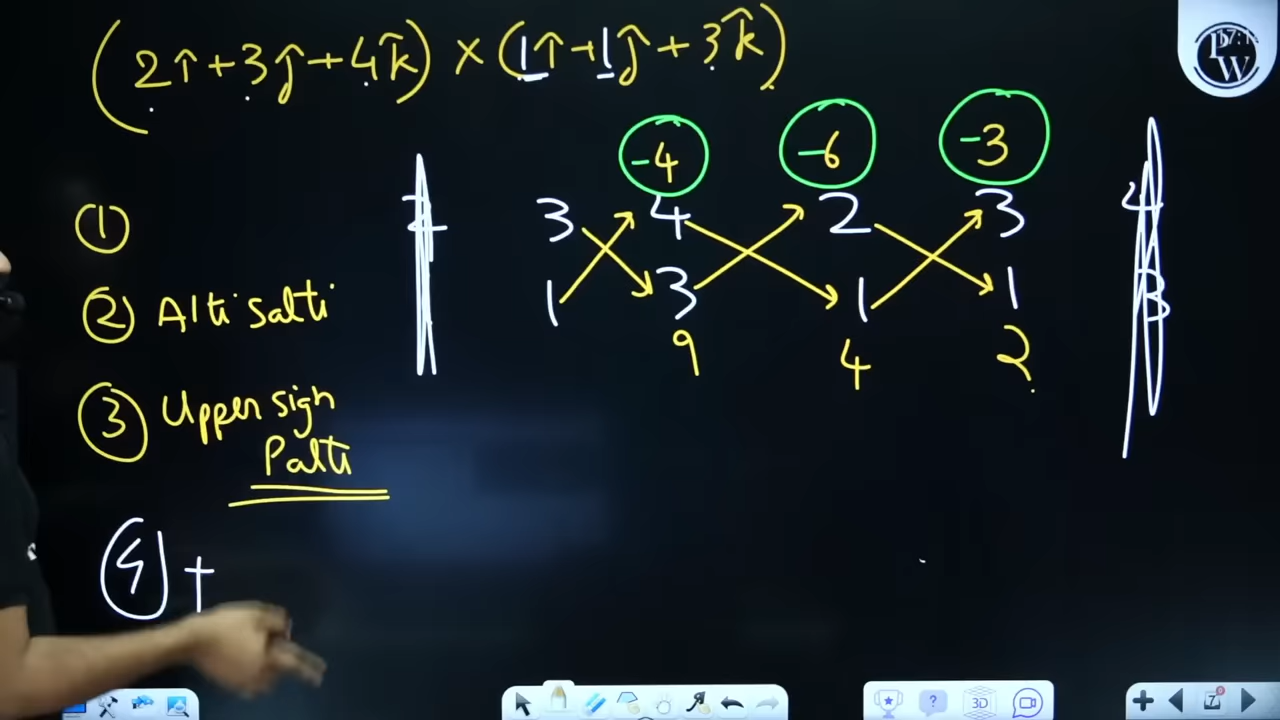 (2î + 3ĵ + 4k̂) × (1î + 1ĵ + 3k̂)
PW
-4 -6 -3
① 3 4 2 3
② Alti Salti 1 3 1 1
9 4 2
③ Upper sign
Palti
④ +